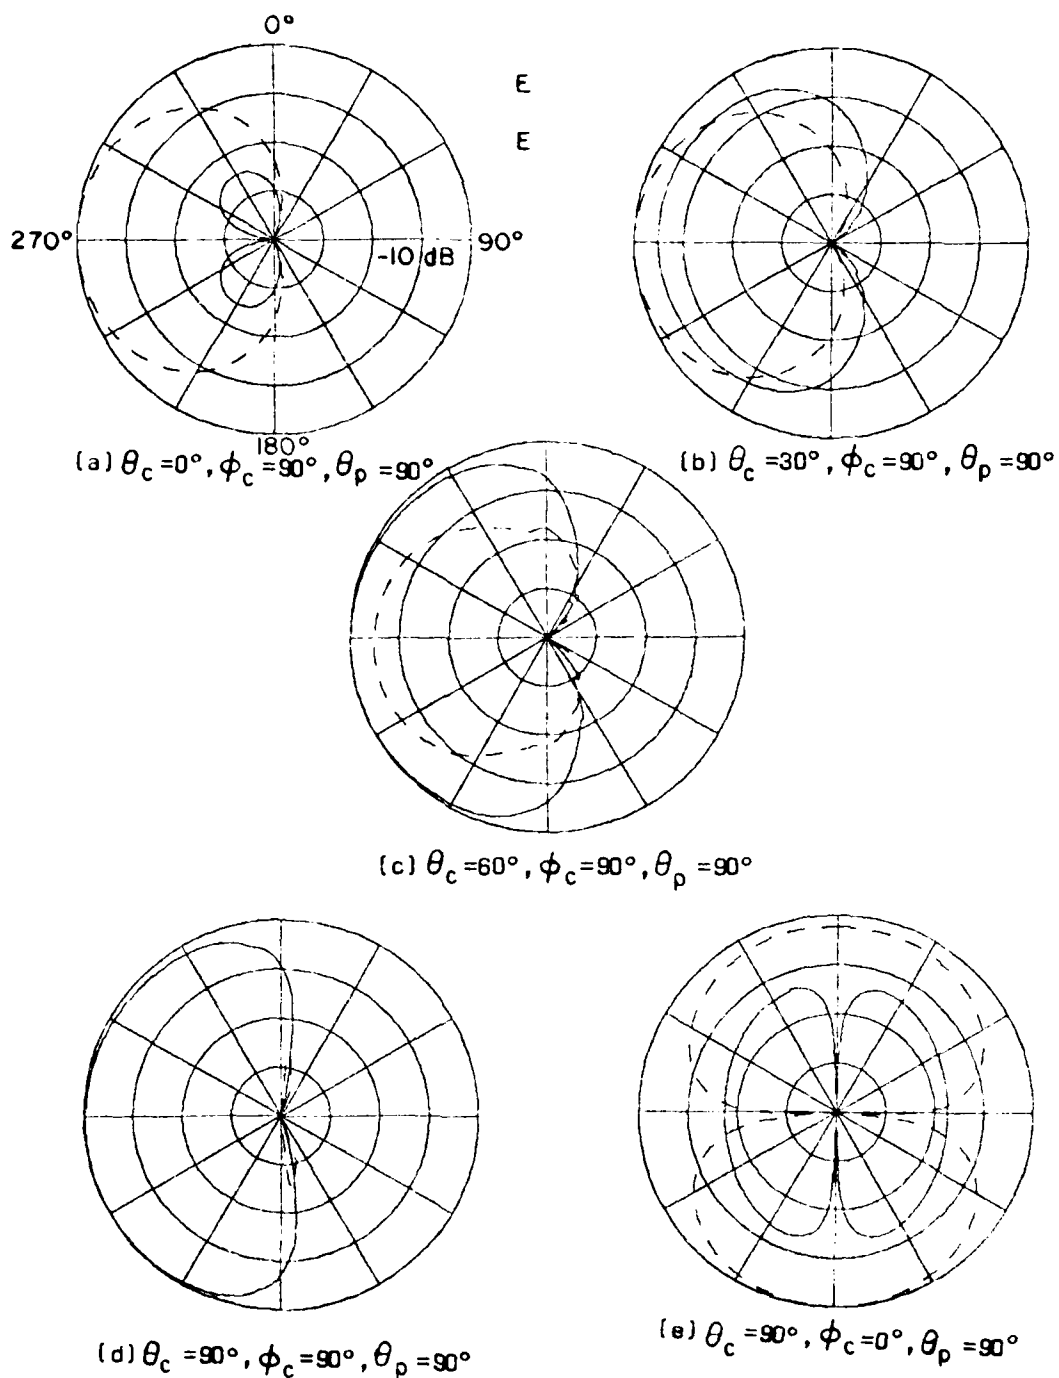 0°
E
E
270°
-10 dB
90°
180°
(a) θc =0°, ϕc =90°, θp =90°
(b) θc =30°, ϕc =90°, θp =90°
(c) θc =60°, ϕc =90°, θp =90°
(d) θc =90°, ϕc =90°, θp =90°
(e) θc =90°, ϕc =0°, θp =90°